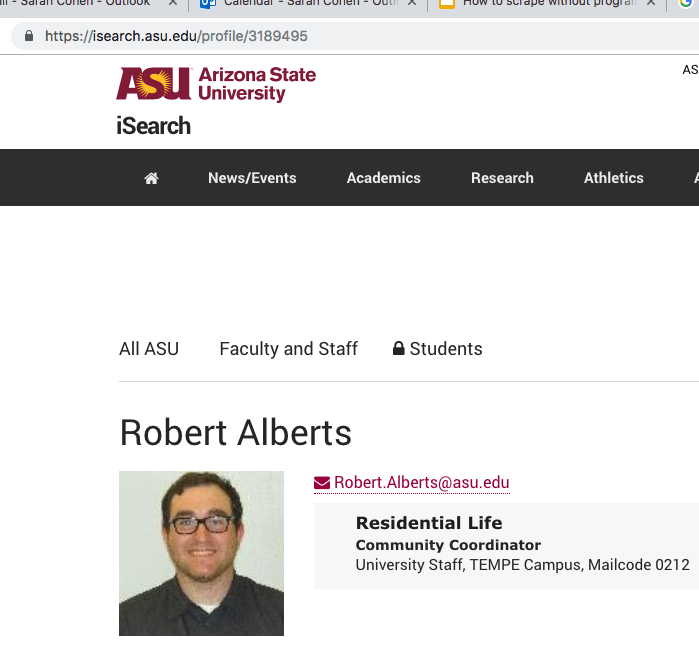 il - Sarah Cohen - Outlook
Calendar - Sarah Cohen - Outl
How to scrape without program
https://isearch.asu.edu/profile/3189495
ASU
Arizona State
University
AS
iSearch
News/Events
Academics
Research
Athletics
All ASU
Faculty and Staff
Students
Robert Alberts
Robert.Alberts@asu.edu
Residential Life
Community Coordinator
University Staff, TEMPE Campus, Mailcode 0212